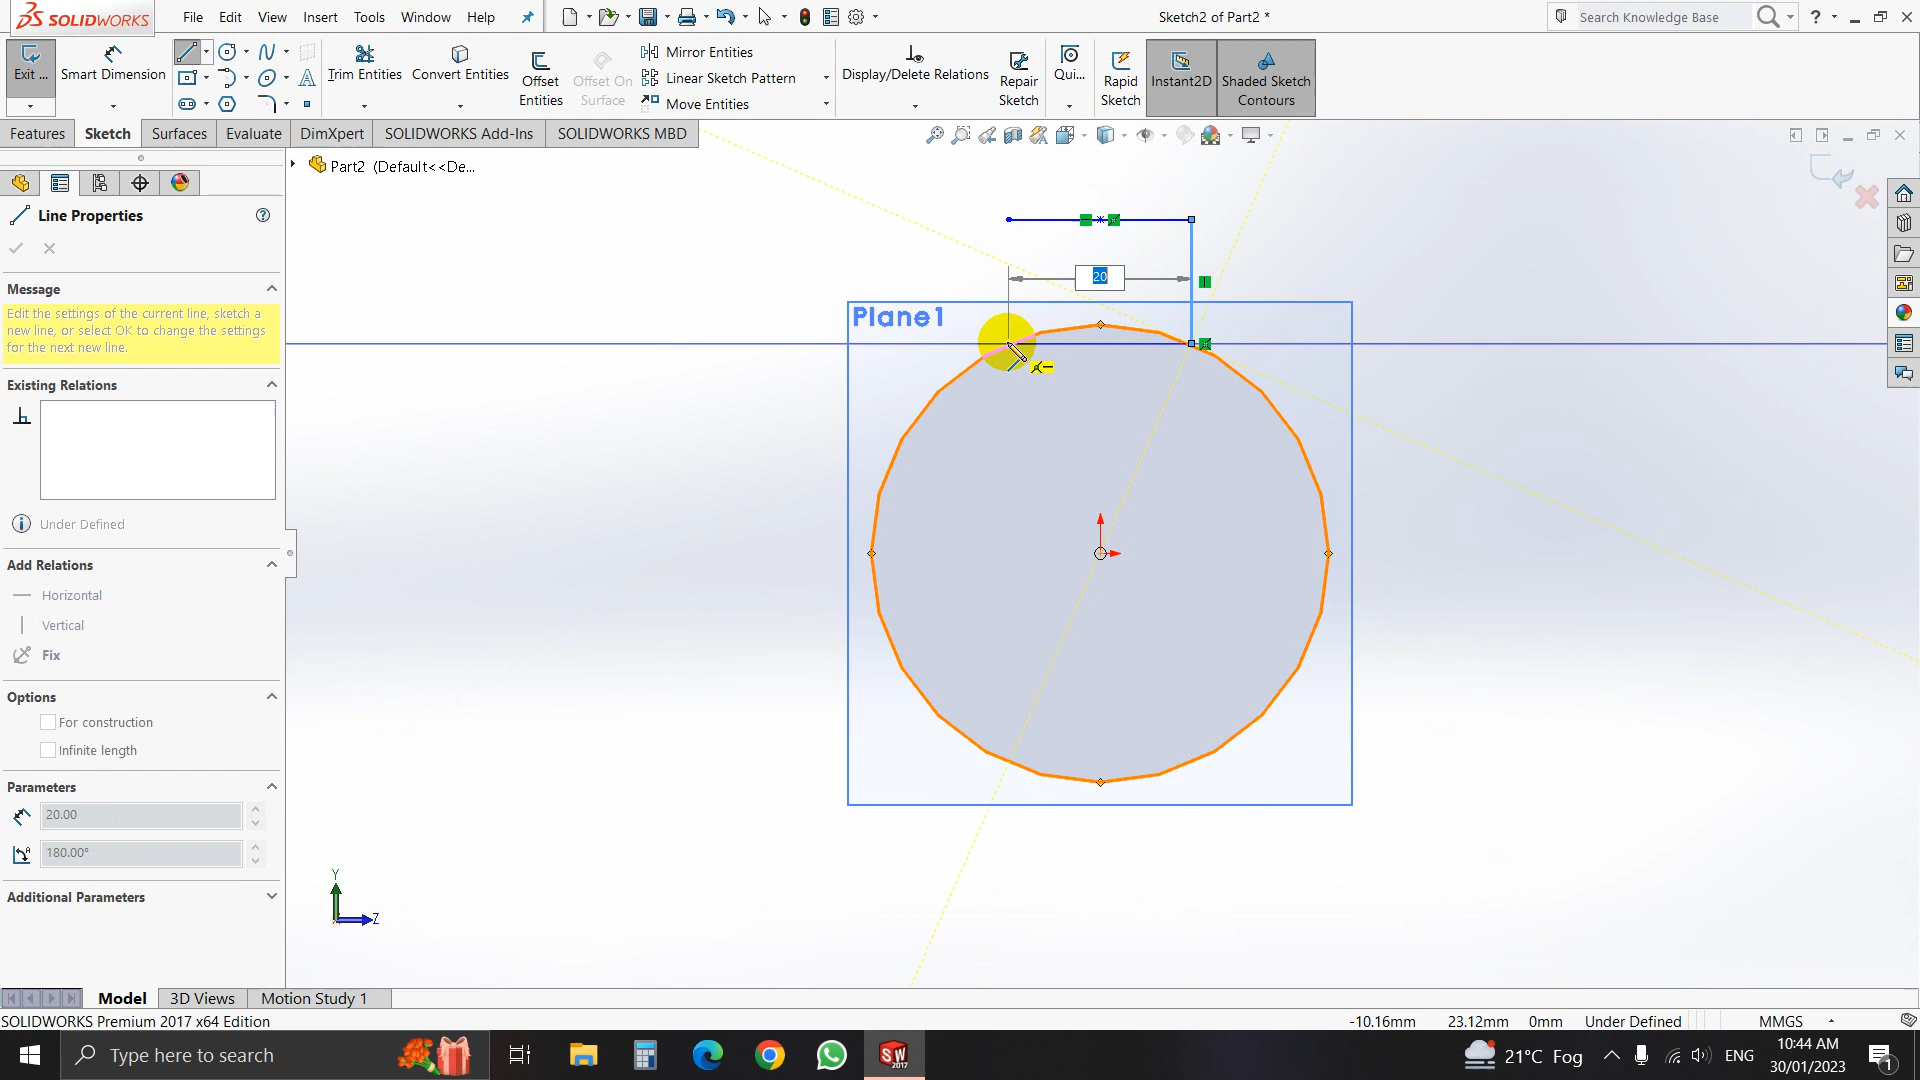 SOLIDWORKS
File Edit View Insert Tools Window Help
Sketch2 of Part2 *
Search Knowledge Base
Exit ...
Smart Dimension
Trim Entities
Convert Entities
Offset Entities
Offset On Surface
Mirror Entities
Linear Sketch Pattern
Move Entities
Display/Delete Relations
Repair Sketch
Qui...
Rapid Sketch
Instant2D
Shaded Sketch Contours
Features Sketch Surfaces Evaluate DimXpert SOLIDWORKS Add-Ins SOLIDWORKS MBD
Part2 (Default<<De...
Line Properties
Message
Edit the settings of the current line, sketch a
new line, or select OK to change the settings
for the next new line.
Existing Relations
Under Defined
Add Relations
Horizontal
Vertical
Fix
Options
For construction
Infinite length
Parameters
20.00
180.00°
Additional Parameters
20
Plane1
Y
Z
Model 3D Views Motion Study 1
SOLIDWORKS Premium 2017 x64 Edition
-10.16mm 23.12mm 0mm Under Defined MMGS
Type here to search
SW
2017
21°C Fog
ENG
10:44 AM
30/01/2023
1